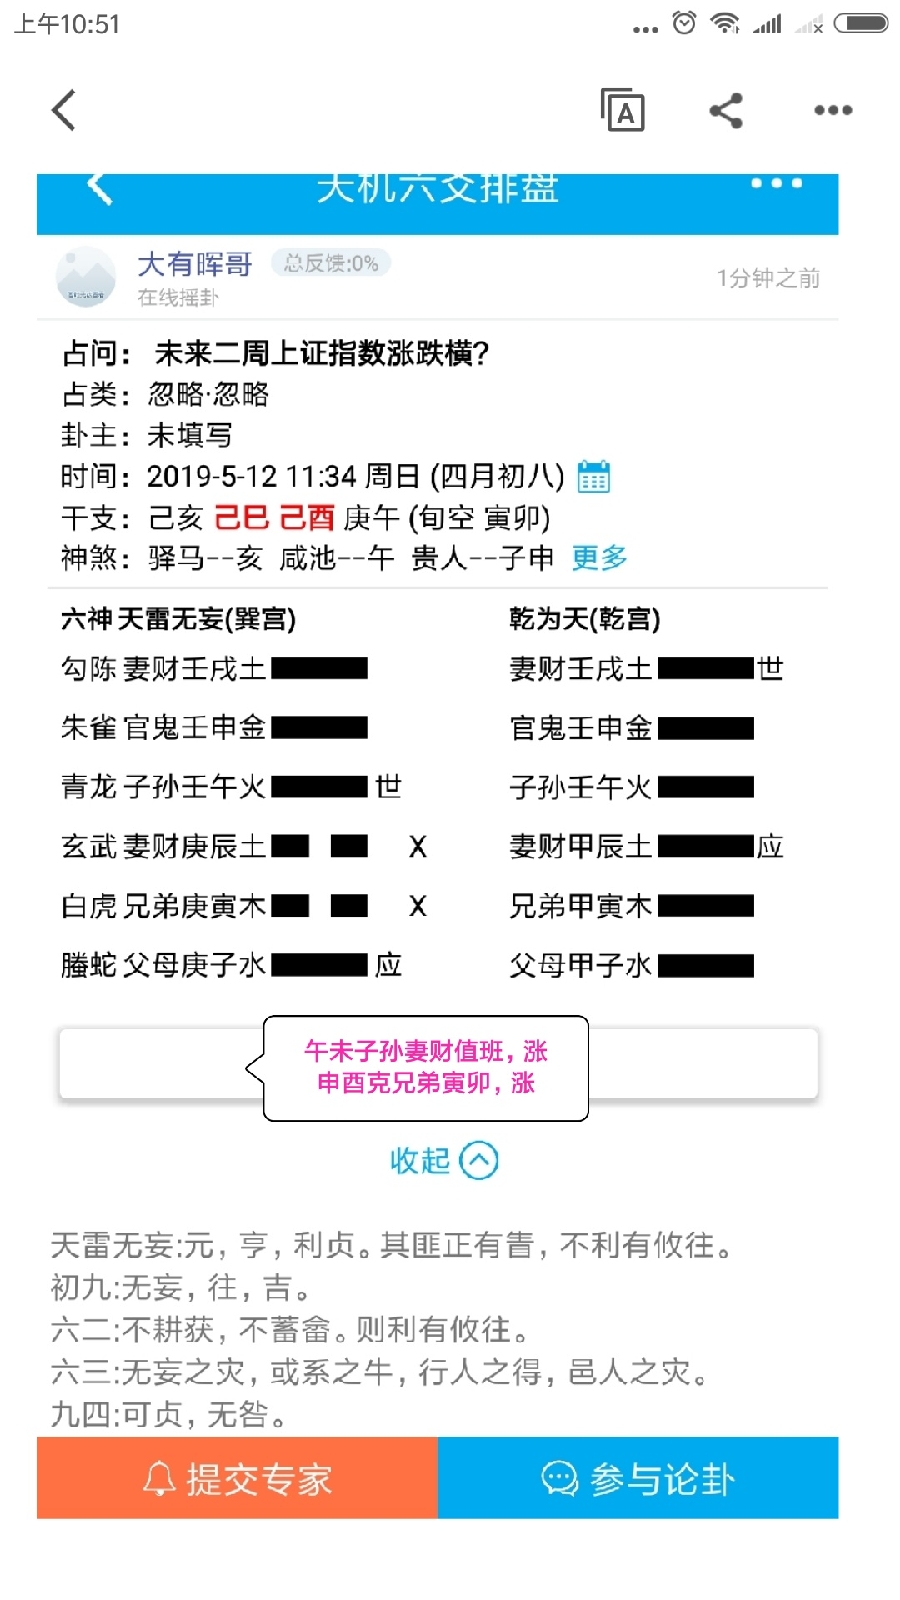 上午10:51
A
天机六爻排盘
大有晖哥 总反馈:0%
在线摇卦
1分钟之前
占问： 未来二周上证指数涨跌横?
占类：忽略·忽略
卦主：未填写
时间：2019-5-12 11:34 周日 (四月初八)
干支：己亥 己巳 己酉 庚午 (旬空 寅卯)
神煞：驿马--亥 咸池--午 贵人--子申 更多
六神 天雷无妄(巽宫) 乾为天(乾宫)
勾陈 妻财壬戌土 妻财壬戌土 世
朱雀 官鬼壬申金 官鬼壬申金
青龙 子孙壬午火 世 子孙壬午火
玄武 妻财庚辰土 X 妻财甲辰土 应
白虎 兄弟庚寅木 X 兄弟甲寅木
螣蛇 父母庚子水 应 父母甲子水
午未子孙妻财值班，涨
申酉克兄弟寅卯，涨
收起
天雷无妄:元，亨，利贞。其匪正有眚，不利有攸往。
初九:无妄，往，吉。
六二:不耕获，不蓄畬。则利有攸往。
六三:无妄之灾，或系之牛，行人之得，邑人之灾。
九四:可贞，无咎。
提交专家
参与论卦